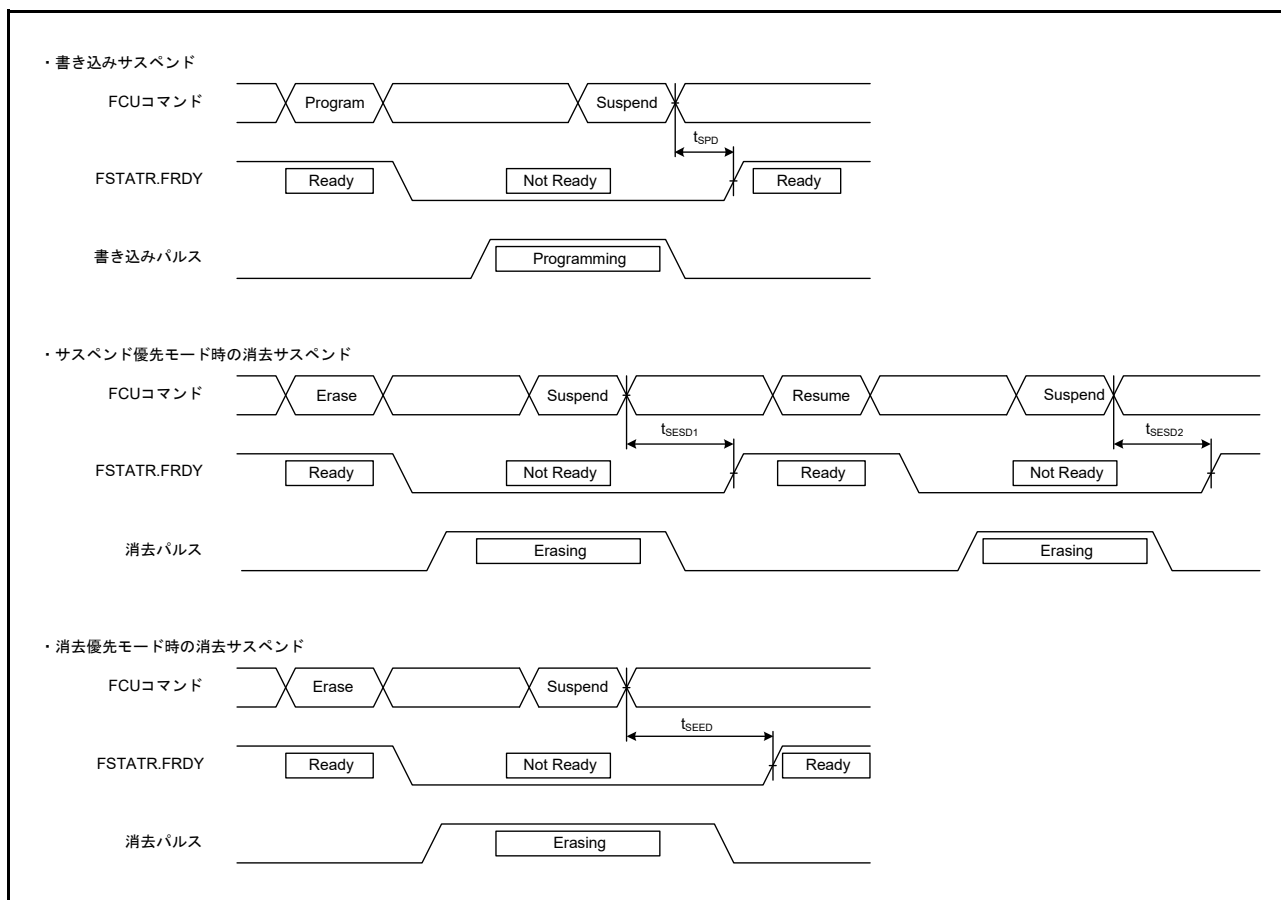 ・書き込みサスペンド
FCUコマンド Program Suspend
tSPD
FSTATR.FRDY Ready Not Ready Ready
書き込みパルス Programming
・サスペンド優先モード時の消去サスペンド
FCUコマンド Erase Suspend Resume Suspend
tSESD1 tSESD2
FSTATR.FRDY Ready Not Ready Ready Not Ready
消去パルス Erasing Erasing
・消去優先モード時の消去サスペンド
FCUコマンド Erase Suspend
tSEED
FSTATR.FRDY Ready Not Ready Ready
消去パルス Erasing